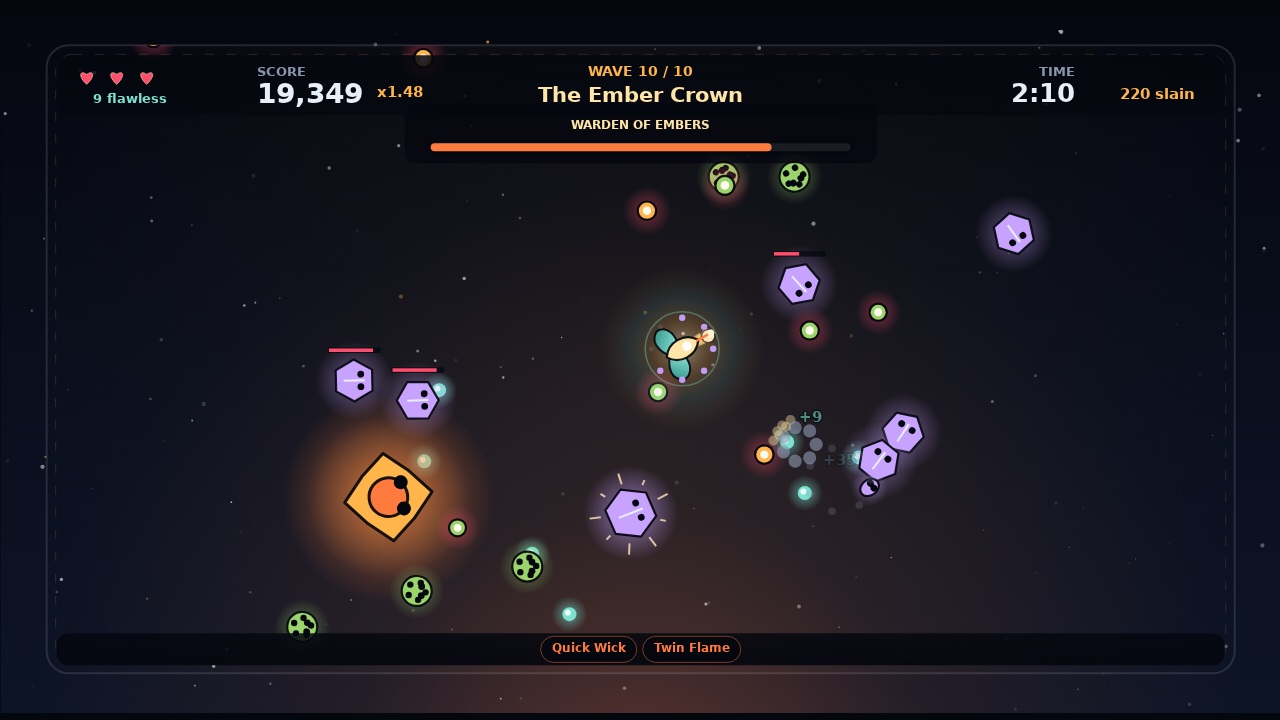 9 flawless
SCORE
19,349 x1.48
WAVE 10 / 10
The Ember Crown
WARDEN OF EMBERS
TIME
2:10
220 slain
+9
Quick Wick
Twin Flame